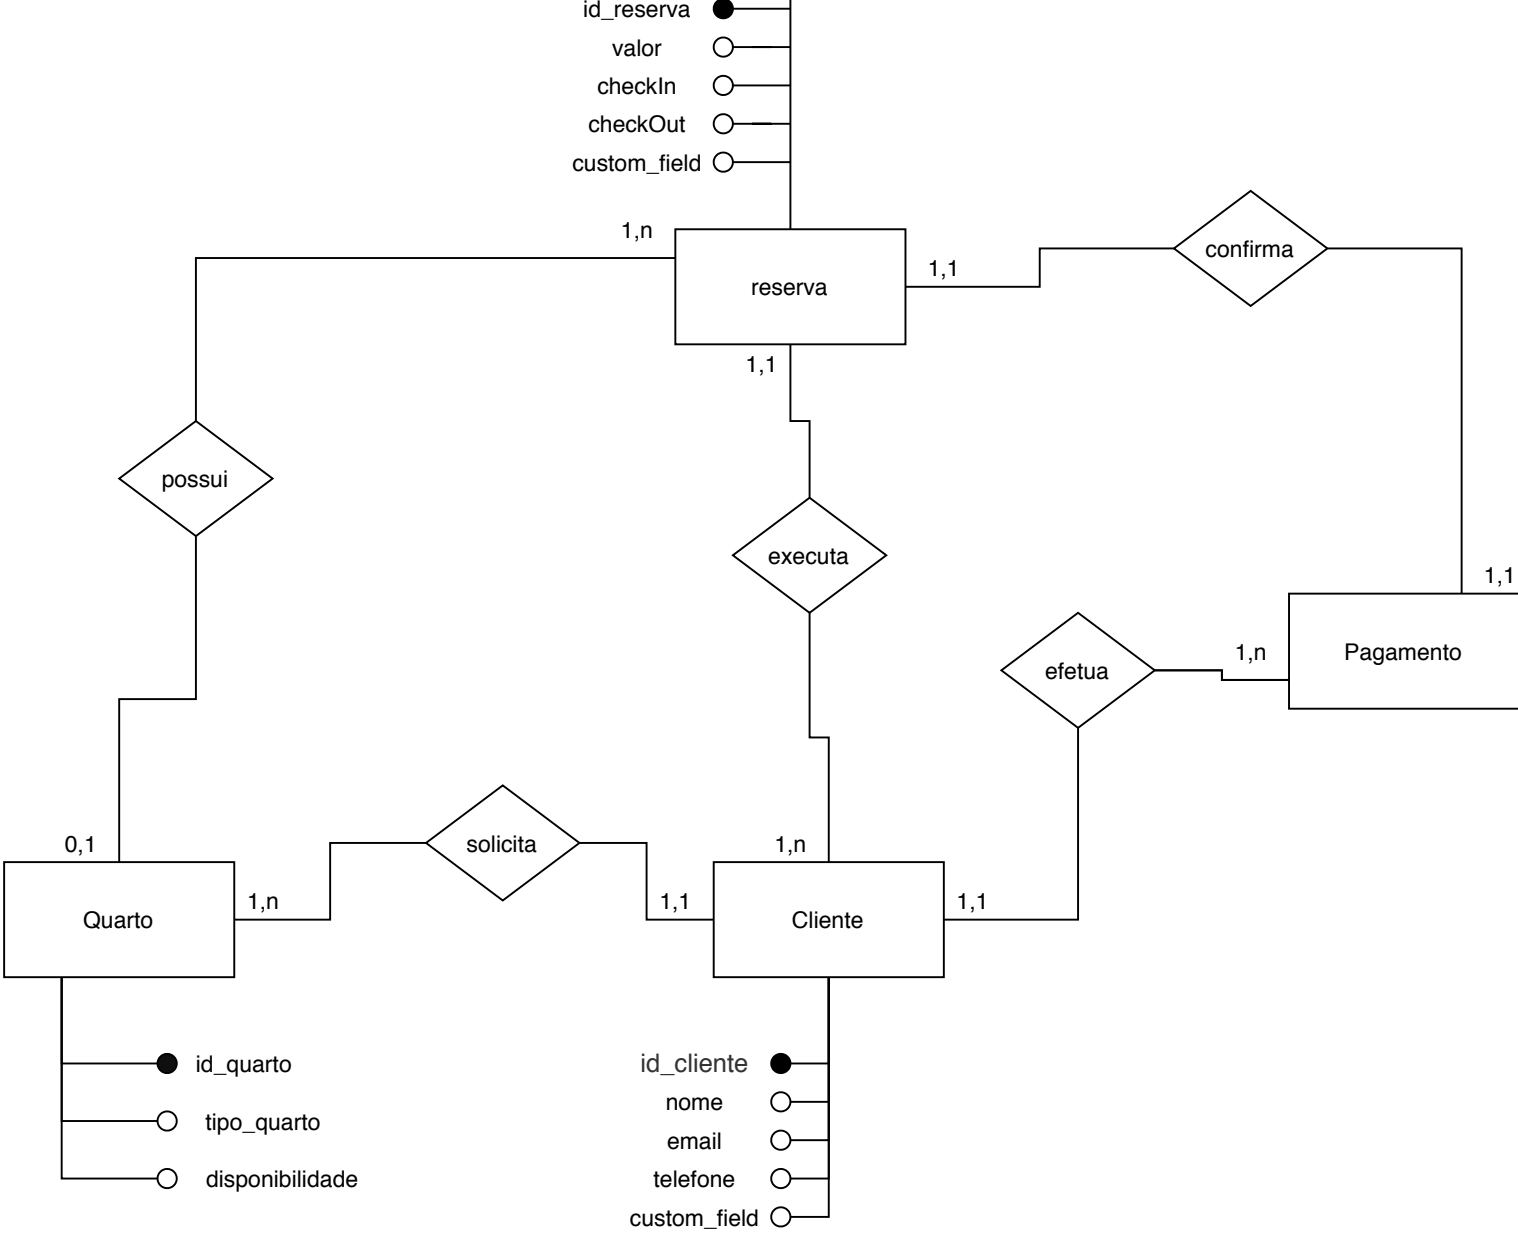 id_reserva
valor
checkIn
checkOut
custom_field
1,n
reserva
1,1
confirma
1,1
possui
executa
1,1
efetua
1,n
Pagamento
0,1
solicita
1,n
Quarto
1,n
1,1
Cliente
1,1
id_quarto
tipo_quarto
disponibilidade
id_cliente
nome
email
telefone
custom_field